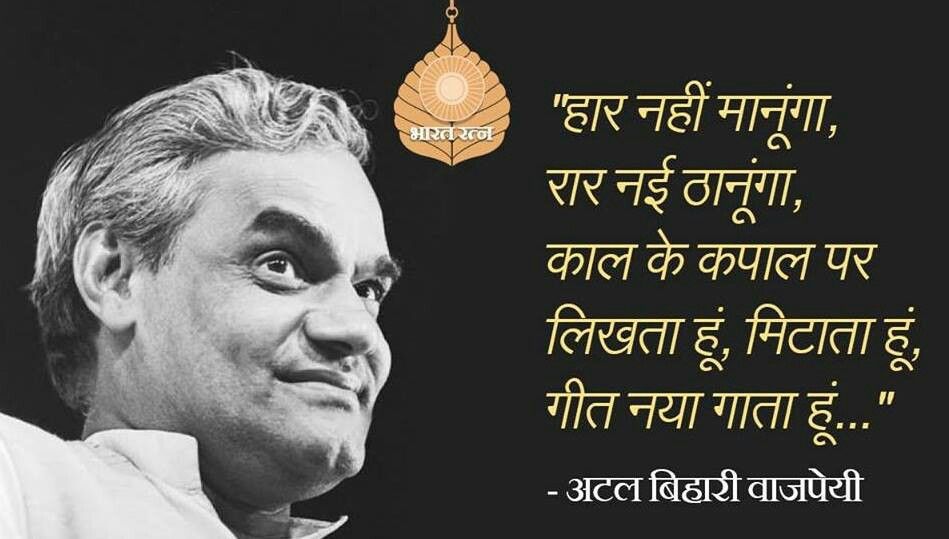 भारत रत्न
"हार नहीं मानूंगा,
रार नई ठानूंगा,
काल के कपाल पर
लिखता हूं, मिटाता हूं,
गीत नया गाता हूं..."
- अटल बिहारी वाजपेयी